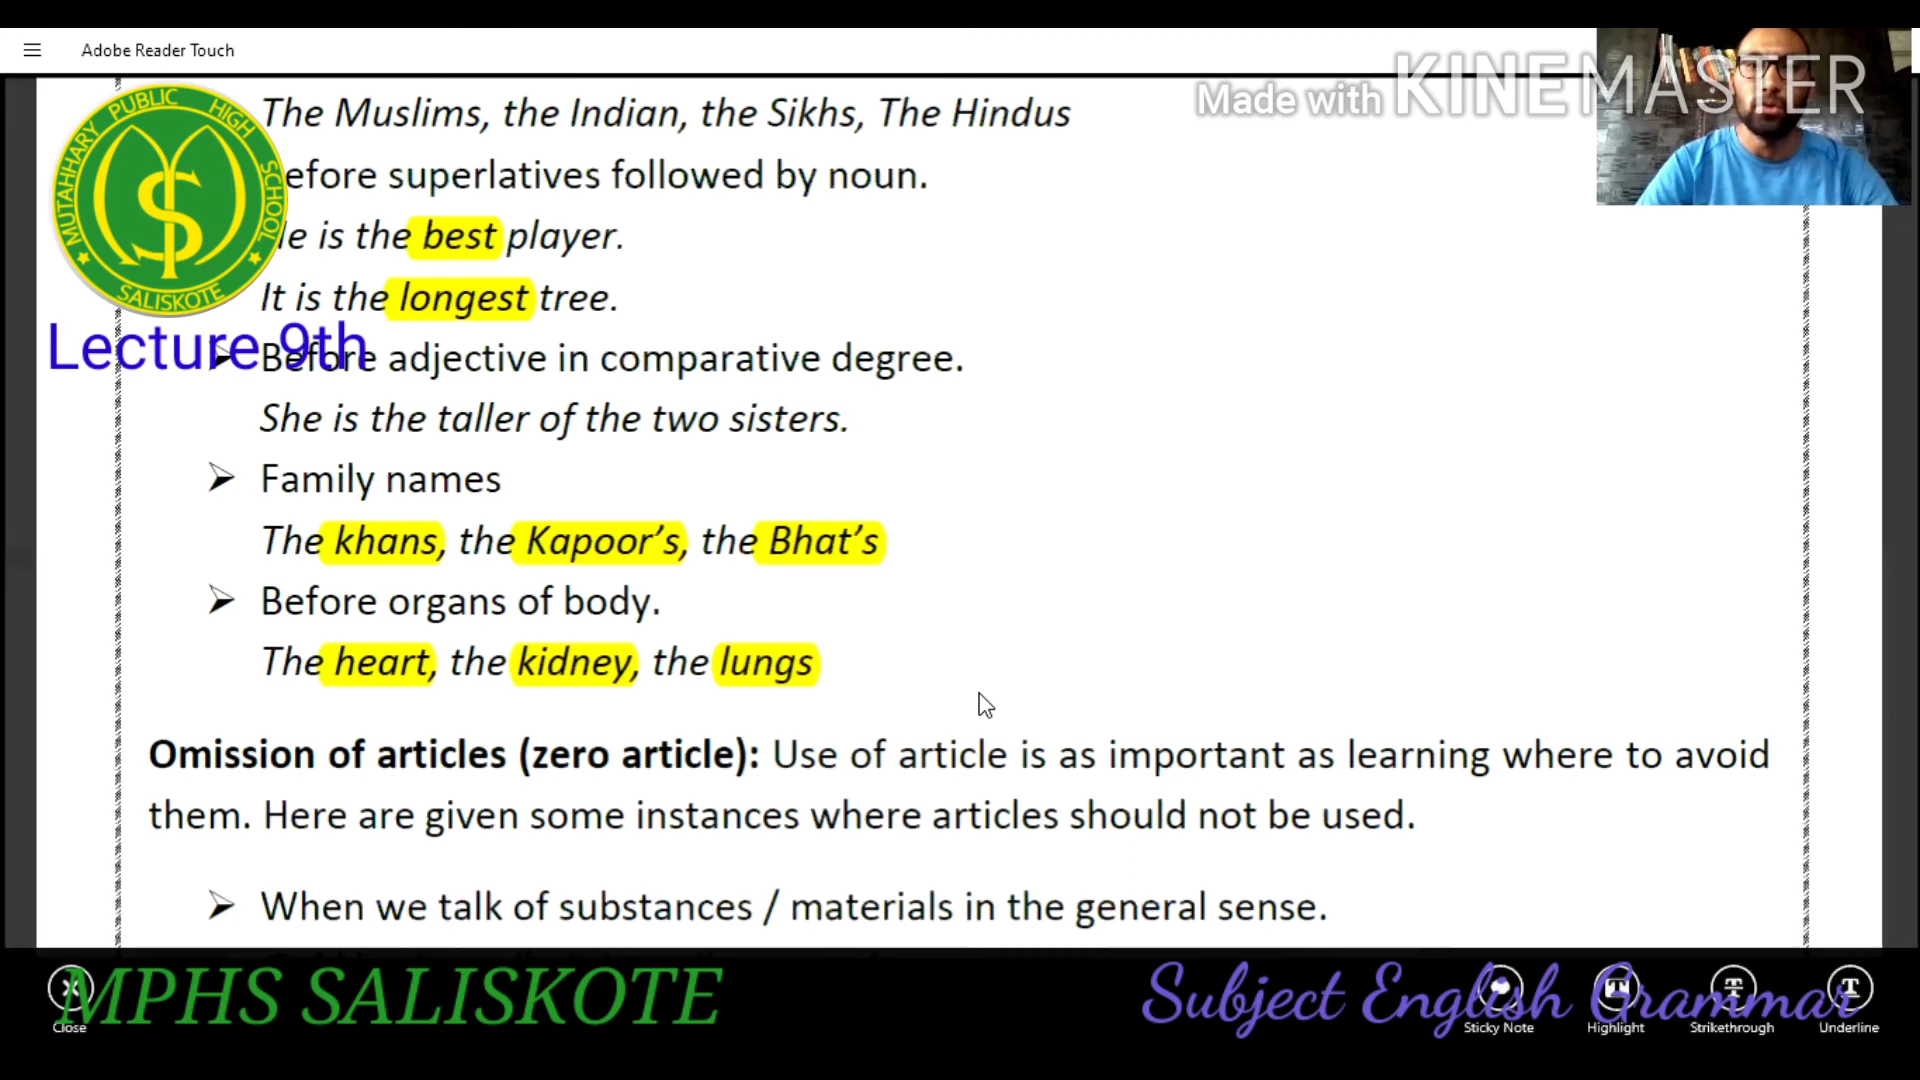 Adobe Reader Touch
Made with KINEMASTER
The Muslims, the Indian, the Sikhs, The Hindus
MUTAHHARY PUBLIC HIGH SCHOOL
SALISKOTE
efore superlatives followed by noun.
He is the best player.
It is the longest tree.
Lecture 9th
Before adjective in comparative degree.
She is the taller of the two sisters.
➢ Family names
The khans, the Kapoor’s, the Bhat’s
➢ Before organs of body.
The heart, the kidney, the lungs
Omission of articles (zero article): Use of article is as important as learning where to avoid
them. Here are given some instances where articles should not be used.
➢ When we talk of substances / materials in the general sense.
MPHS SALISKOTE
Subject English Grammar
Close
Sticky Note
Highlight
Strikethrough
Underline